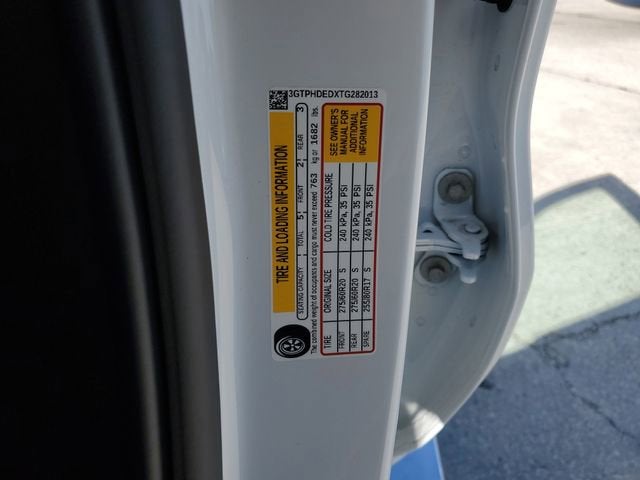 3GTPHDEDXTG282013
TIRE AND LOADING INFORMATION
SEATING CAPACITY TOTAL 5 FRONT 2 REAR 3
The combined weight of occupants and cargo must never exceed 763 kg or 1682 lbs.
TIRE ORIGINAL SIZE COLD TIRE PRESSURE
FRONT 275/60R20 S 240 kPa, 35 PSI
REAR 275/60R20 S 240 kPa, 35 PSI
SPARE 255/80R17 S 240 kPa, 35 PSI
SEE OWNER'S
MANUAL FOR
ADDITIONAL
INFORMATION